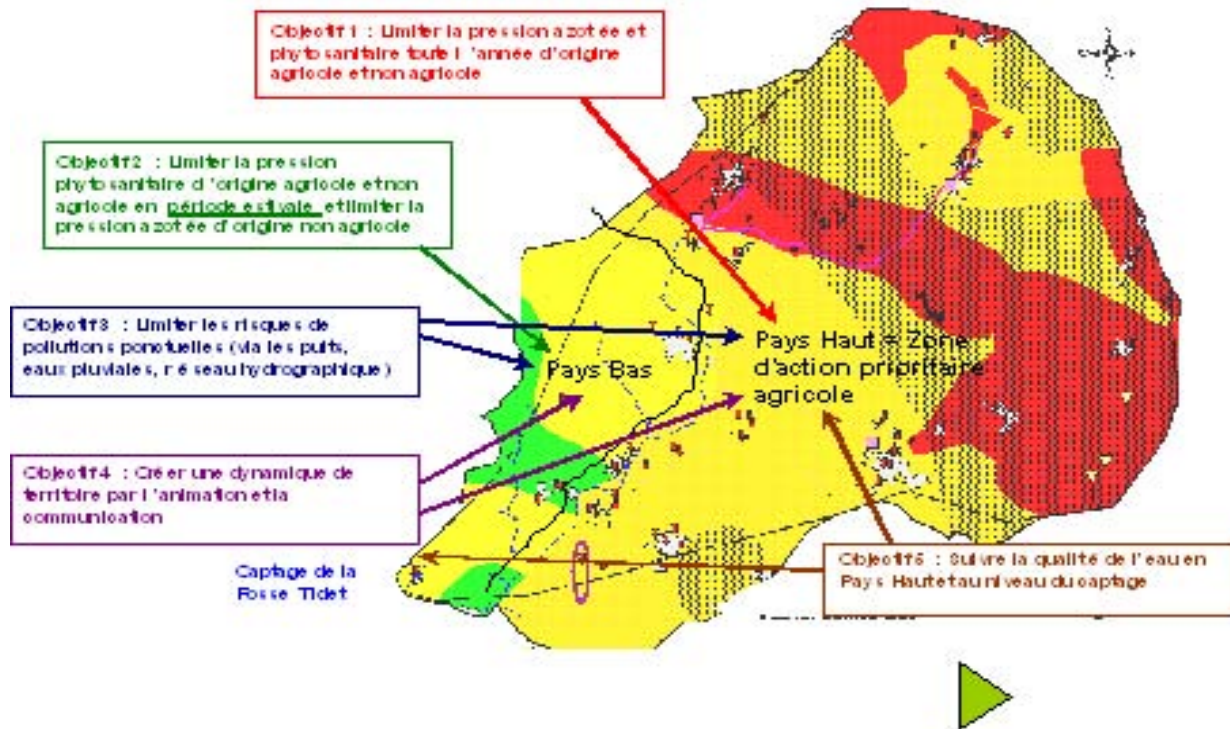 Objectif 1 : Limiter la pression azotée et
phytosanitaire toute l'année d'origine
agricole et non agricole
Objectif 2 : Limiter la pression
phytosanitaire d'origine agricole et non
agricole en période estivale et limiter la
pression azotée d'origine non agricole
Objectif 3 : Limiter les risques de
pollutions ponctuelles (via les puits,
eaux pluviales, réseau hydrographique)
Pays Haut = Zone
d'action prioritaire
agricole
Pays Bas
Objectif 4 : Créer une dynamique de
territoire par l'animation et la
communication
Captage de la
Fosse Tidet
Objectif 5 : Suivre la qualité de l'eau en
Pays Haut et au niveau du captage